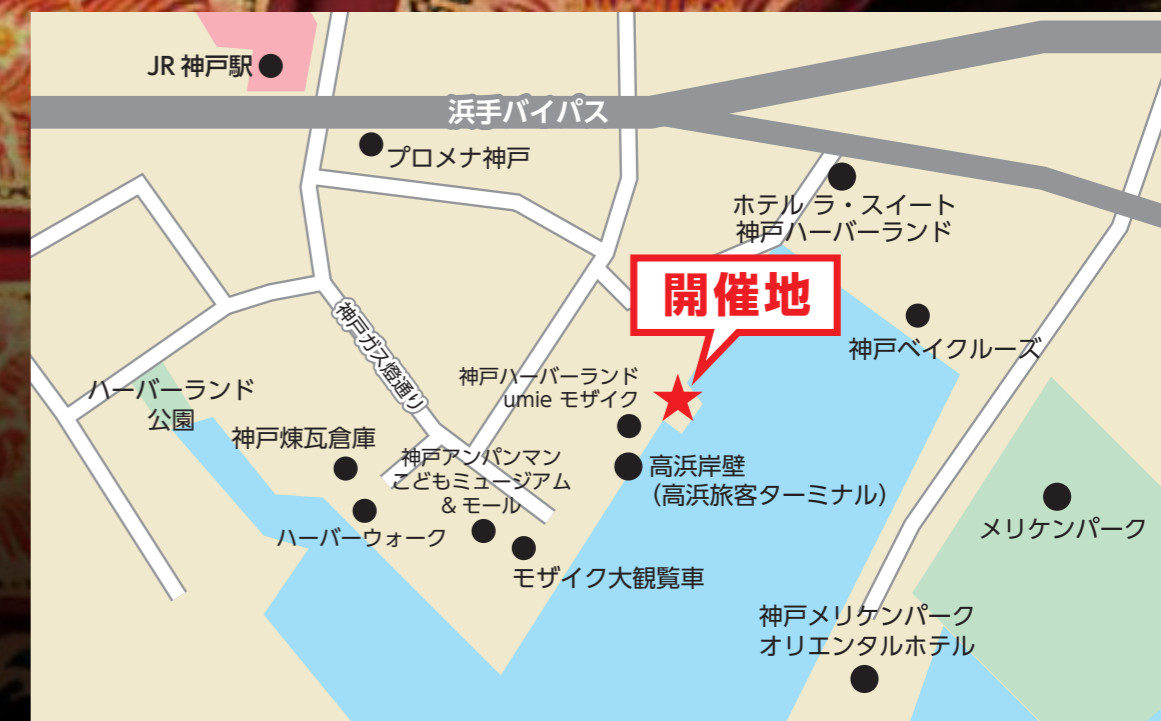 JR 神戸駅
浜手バイパス
プロメナ神戸
ホテル ラ・スイート
神戸ハーバーランド
開催地
神戸ベイクルーズ
神戸ガス燈通り
神戸ハーバーランド
umie モザイク
ハーバーランド
公園
神戸煉瓦倉庫
神戸アンパンマン
こどもミュージアム
& モール
高浜岸壁
(高浜旅客ターミナル)
メリケンパーク
ハーバーウォーク
モザイク大観覧車
神戸メリケンパーク
オリエンタルホテル